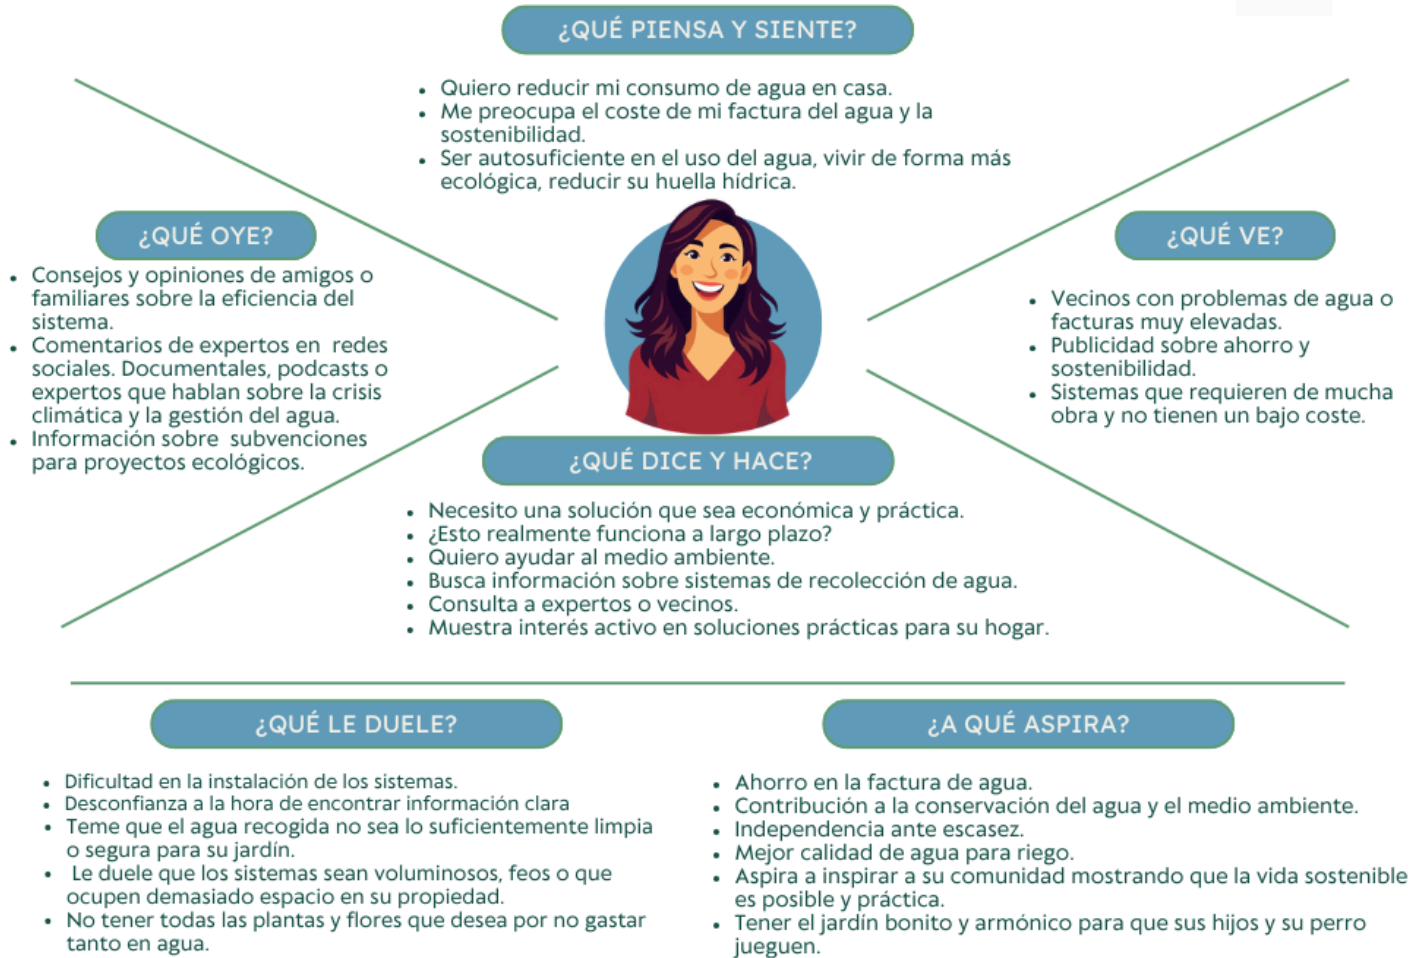 ¿QUÉ PIENSA Y SIENTE?
• Quiero reducir mi consumo de agua en casa.
• Me preocupa el coste de mi factura del agua y la
sostenibilidad.
• Ser autosuficiente en el uso del agua, vivir de forma más
ecológica, reducir su huella hídrica.
¿QUÉ OYE?
• Consejos y opiniones de amigos o
familiares sobre la eficiencia del
sistema.
• Comentarios de expertos en redes
sociales. Documentales, podcasts o
expertos que hablan sobre la crisis
climática y la gestión del agua.
• Información sobre subvenciones
para proyectos ecológicos.
¿QUÉ VE?
• Vecinos con problemas de agua o
facturas muy elevadas.
• Publicidad sobre ahorro y
sostenibilidad.
• Sistemas que requieren de mucha
obra y no tienen un bajo coste.
¿QUÉ DICE Y HACE?
• Necesito una solución que sea económica y práctica.
• ¿Esto realmente funciona a largo plazo?
• Quiero ayudar al medio ambiente.
• Busca información sobre sistemas de recolección de agua.
• Consulta a expertos o vecinos.
• Muestra interés activo en soluciones prácticas para su hogar.
¿QUÉ LE DUELE?
• Dificultad en la instalación de los sistemas.
• Desconfianza a la hora de encontrar información clara
• Teme que el agua recogida no sea lo suficientemente limpia
o segura para su jardín.
• Le duele que los sistemas sean voluminosos, feos o que
ocupen demasiado espacio en su propiedad.
• No tener todas las plantas y flores que desea por no gastar
tanto en agua.
¿A QUÉ ASPIRA?
• Ahorro en la factura de agua.
• Contribución a la conservación del agua y el medio ambiente.
• Independencia ante escasez.
• Mejor calidad de agua para riego.
• Aspira a inspirar a su comunidad mostrando que la vida sostenible
es posible y práctica.
• Tener el jardín bonito y armónico para que sus hijos y su perro
jueguen.